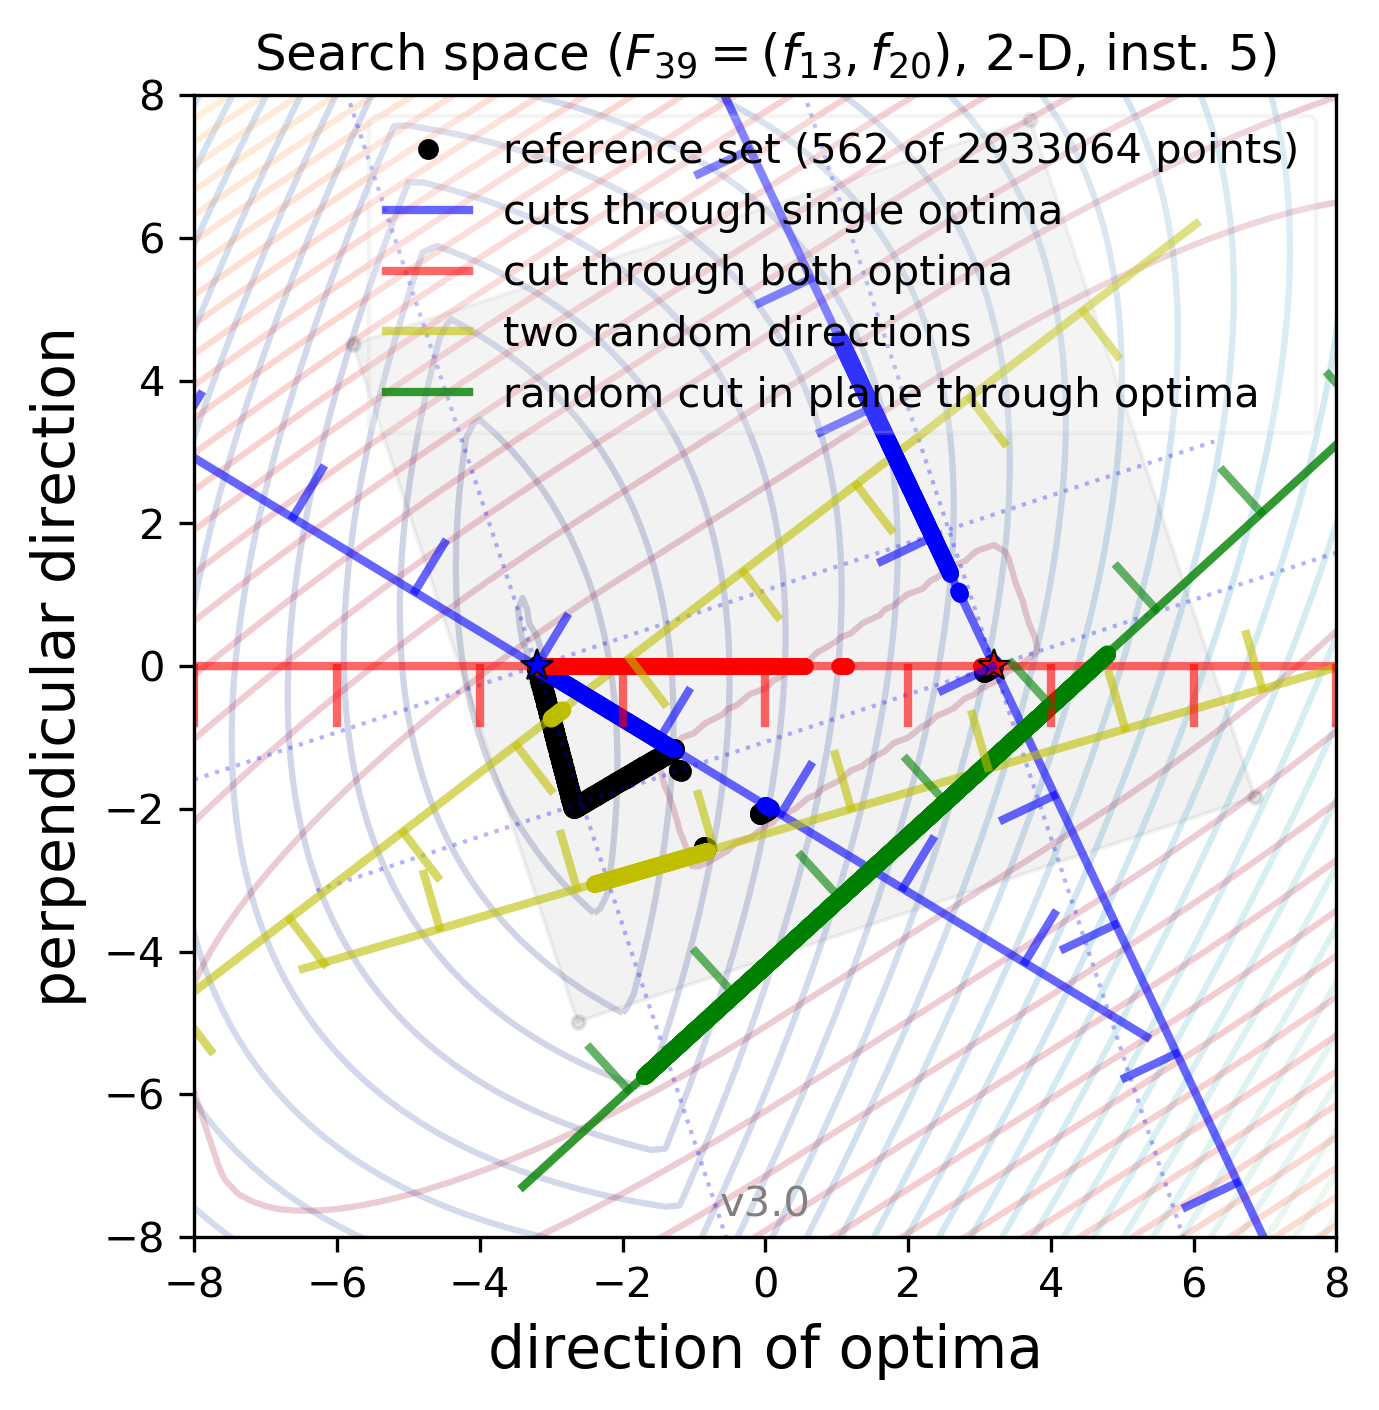 Search space (F₃₉ = (f₁₃, f₂₀), 2-D, inst. 5)
8
reference set (562 of 2933064 points)
cuts through single optima
6
cut through both optima
two random directions
4
random cut in plane through optima
2
0
−2
−4
−6
−8
perpendicular direction
v3.0
−8 −6 −4 −2 0 2 4 6 8
direction of optima